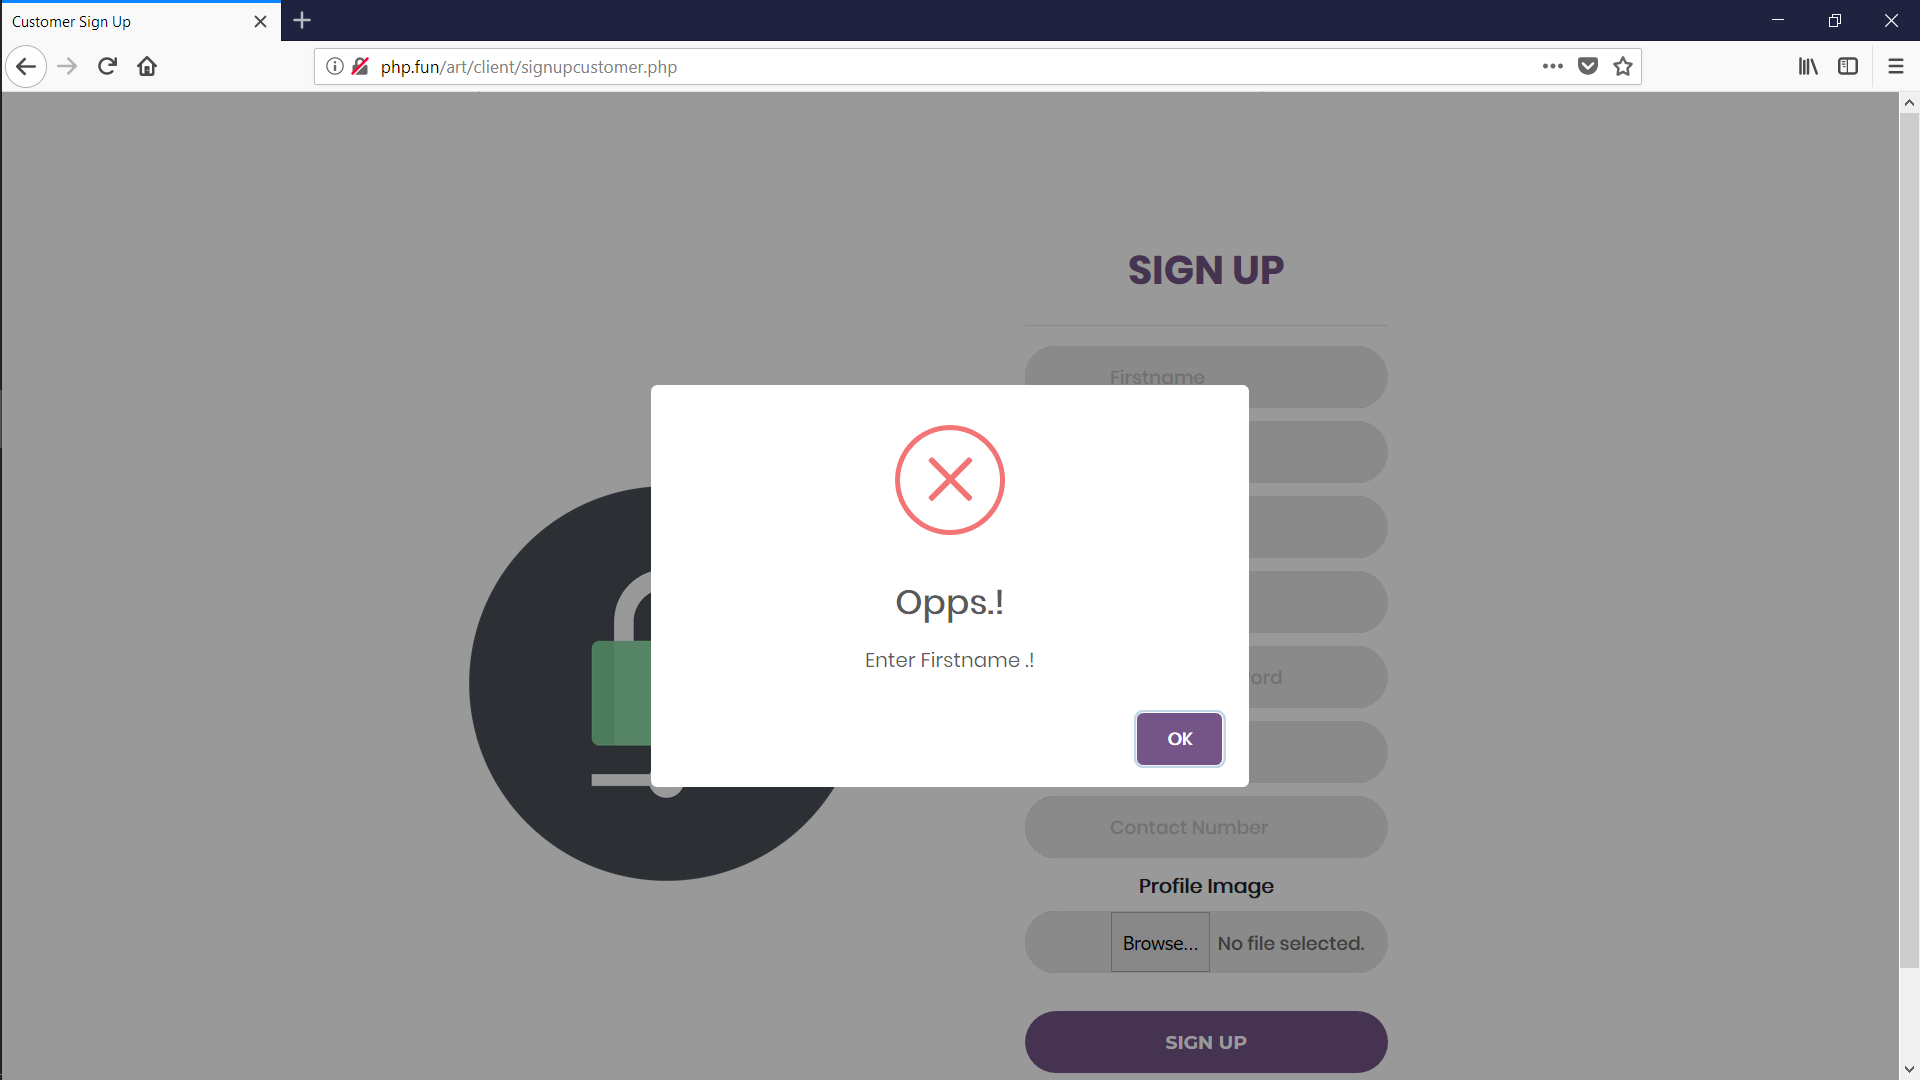 Customer Sign Up
php.fun/art/client/signupcustomer.php
SIGN UP
Firstname
Opps.!
Enter Firstname .!
OK
Contact Number
Profile Image
Browse... No file selected.
SIGN UP